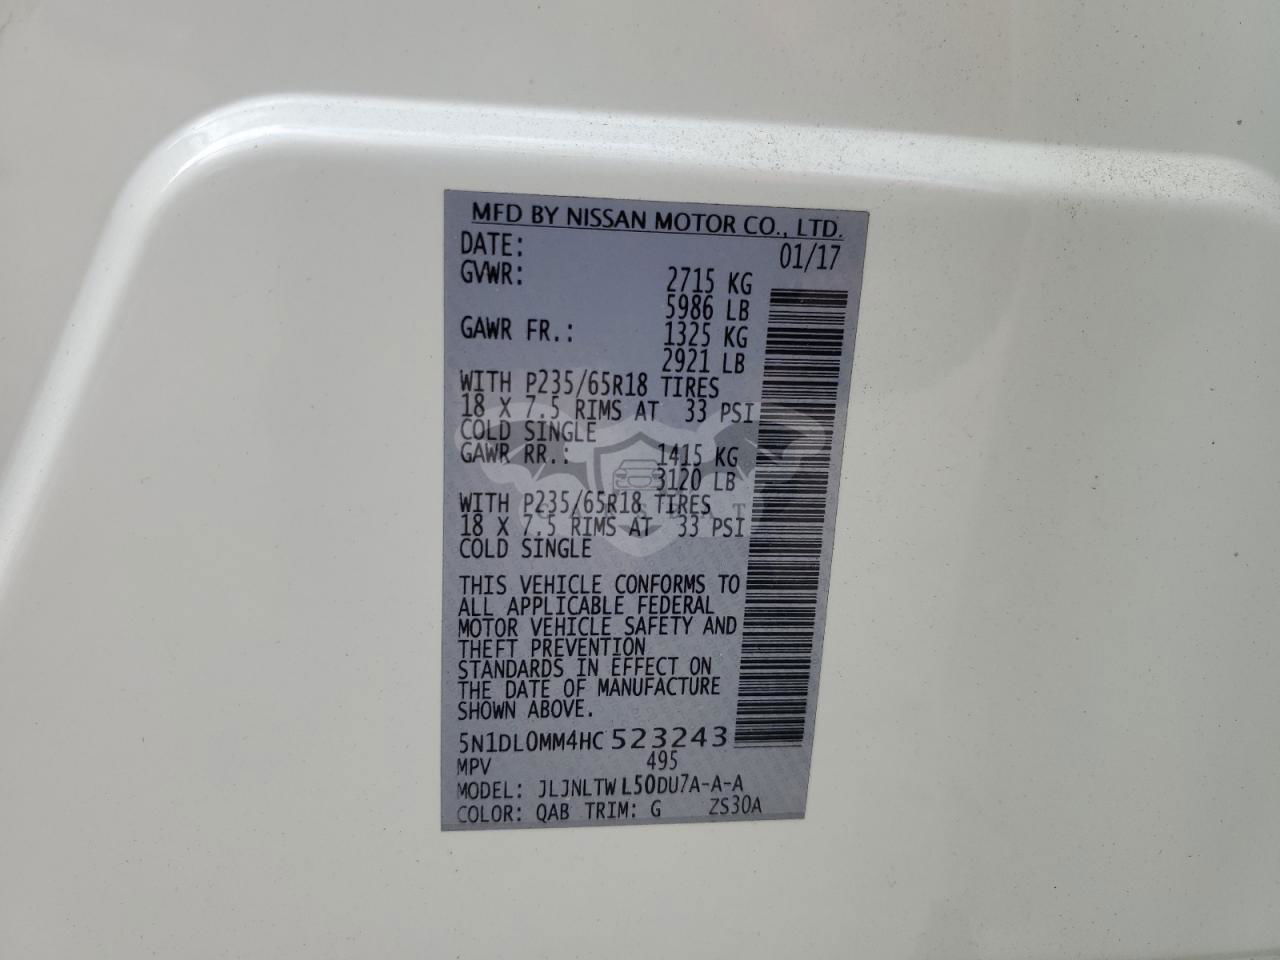 MFD BY NISSAN MOTOR CO., LTD.
DATE: 01/17
GVWR: 2715 KG
5986 LB
GAWR FR.: 1325 KG
2921 LB
WITH P235/65R18 TIRES
18 X 7.5 RIMS AT 33 PSI
COLD SINGLE
GAWR RR.: 1415 KG
3120 LB
WITH P235/65R18 TIRES
18 X 7.5 RIMS AT 33 PSI
COLD SINGLE
THIS VEHICLE CONFORMS TO
ALL APPLICABLE FEDERAL
MOTOR VEHICLE SAFETY AND
THEFT PREVENTION
STANDARDS IN EFFECT ON
THE DATE OF MANUFACTURE
SHOWN ABOVE.
5N1DL0MM4HC 523243
MPV 495
MODEL: JLJNLTW L50DU7A-A-A
COLOR: QAB TRIM: G ZS30A